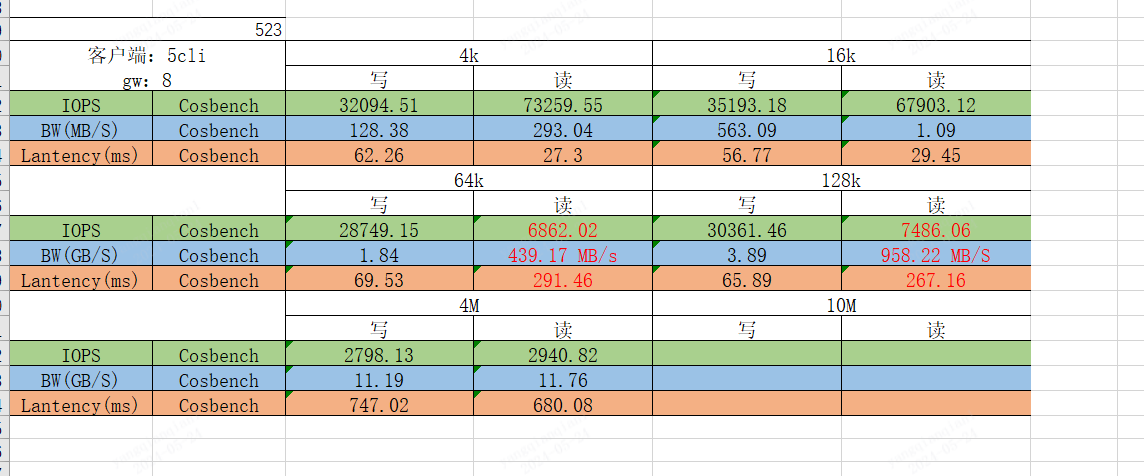 523
客户端：5cli 4k 16k
gw：8 写 读 写 读
IOPS Cosbench 32094.51 73259.55 35193.18 67903.12
BW(MB/S) Cosbench 128.38 293.04 563.09 1.09
Lantency(ms) Cosbench 62.26 27.3 56.77 29.45
64k 128k
写 读 写 读
IOPS Cosbench 28749.15 6862.02 30361.46 7486.06
BW(GB/S) Cosbench 1.84 439.17 MB/s 3.89 958.22 MB/S
Lantency(ms) Cosbench 69.53 291.46 65.89 267.16
4M 10M
写 读 写 读
IOPS Cosbench 2798.13 2940.82
BW(GB/S) Cosbench 11.19 11.76
Lantency(ms) Cosbench 747.02 680.08